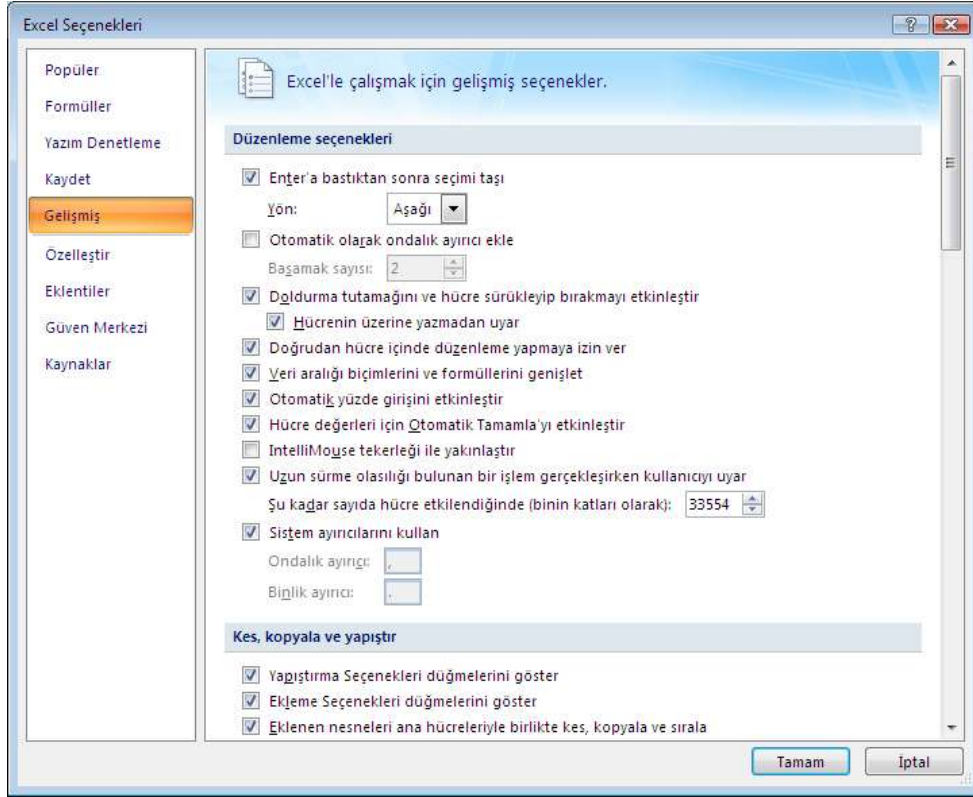 Excel Seçenekleri
Popüler
Formüller
Yazım Denetleme
Kaydet
Gelişmiş
Özelleştir
Eklentiler
Güven Merkezi
Kaynaklar
Excel'le çalışmak için gelişmiş seçenekler.
Düzenleme seçenekleri
Enter'a bastıktan sonra seçimi taşı
Yön: Aşağı
Otomatik olarak ondalık ayırıcı ekle
Basamak sayısı: 2
Doldurma tutamağını ve hücre sürükleyip bırakmayı etkinleştir
Hücrenin üzerine yazmadan uyar
Doğrudan hücre içinde düzenleme yapmaya izin ver
Veri aralığı biçimlerini ve formüllerini genişlet
Otomatik yüzde girişini etkinleştir
Hücre değerleri için Otomatik Tamamla'yı etkinleştir
IntelliMouse tekerleği ile yakınlaştır
Uzun sürme olasılığı bulunan bir işlem gerçekleşirken kullanıcıyı uyar
Şu kadar sayıda hücre etkilendiğinde (binin katları olarak): 33554
Sistem ayırıcılarını kullan
Ondalık ayırıcı: ,
Binlik ayırıcı: .
Kes, kopyala ve yapıştır
Yapıştırma Seçenekleri düğmelerini göster
Ekleme Seçenekleri düğmelerini göster
Eklenen nesneleri ana hücreleriyle birlikte kes, kopyala ve sırala
Tamam İptal